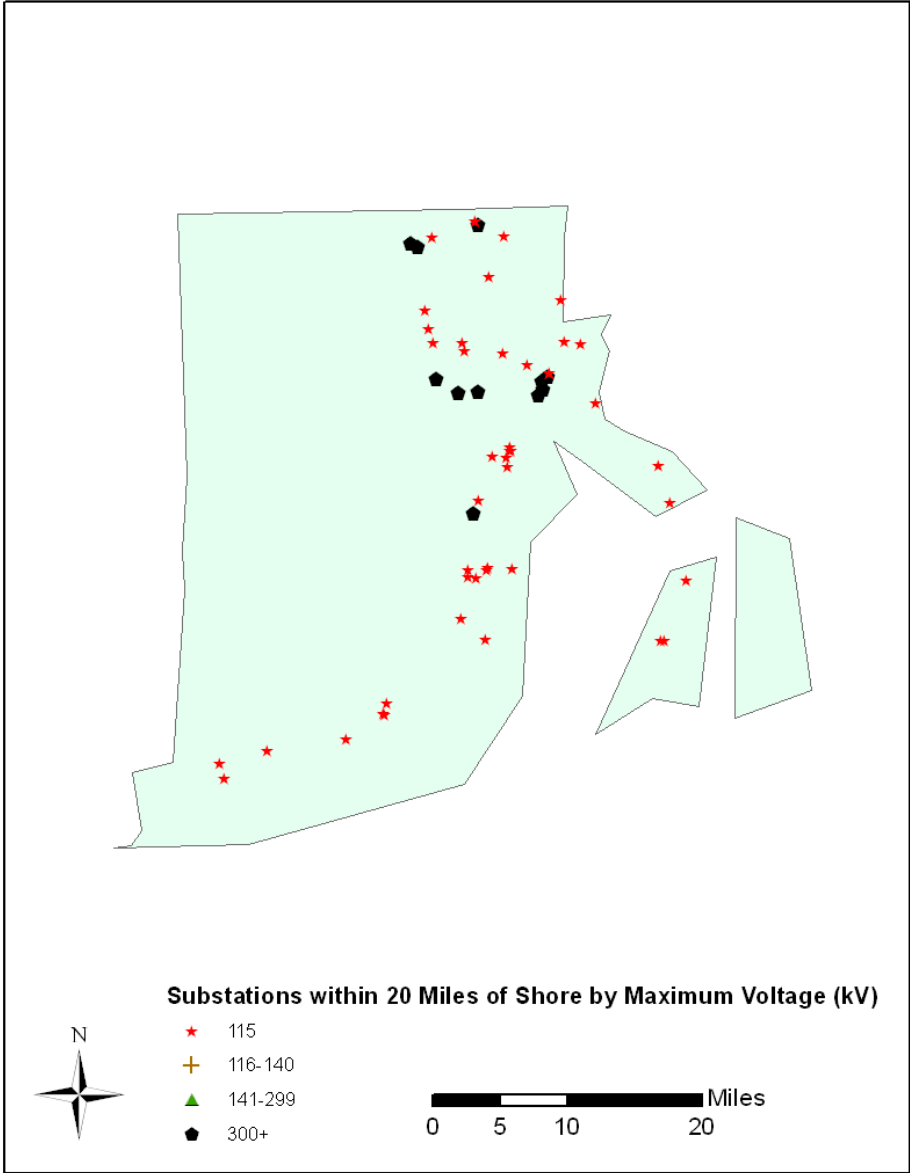 Substations within 20 Miles of Shore by Maximum Voltage (kV)
N
115
116-140
141-299
300+
Miles
0 5 10 20